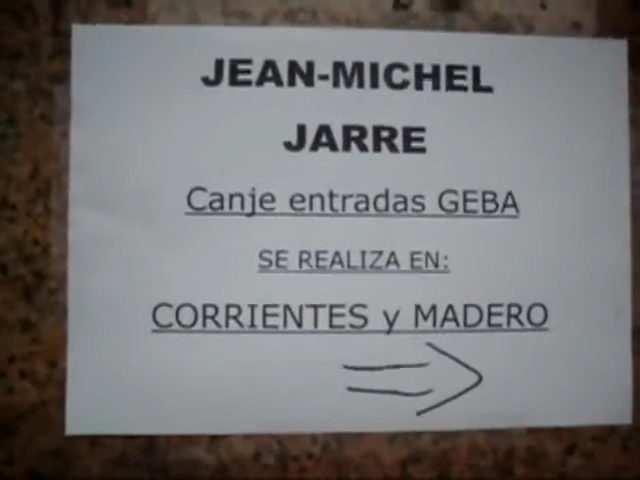 JEAN-MICHEL
JARRE
Canje entradas GEBA
SE REALIZA EN:
CORRIENTES y MADERO